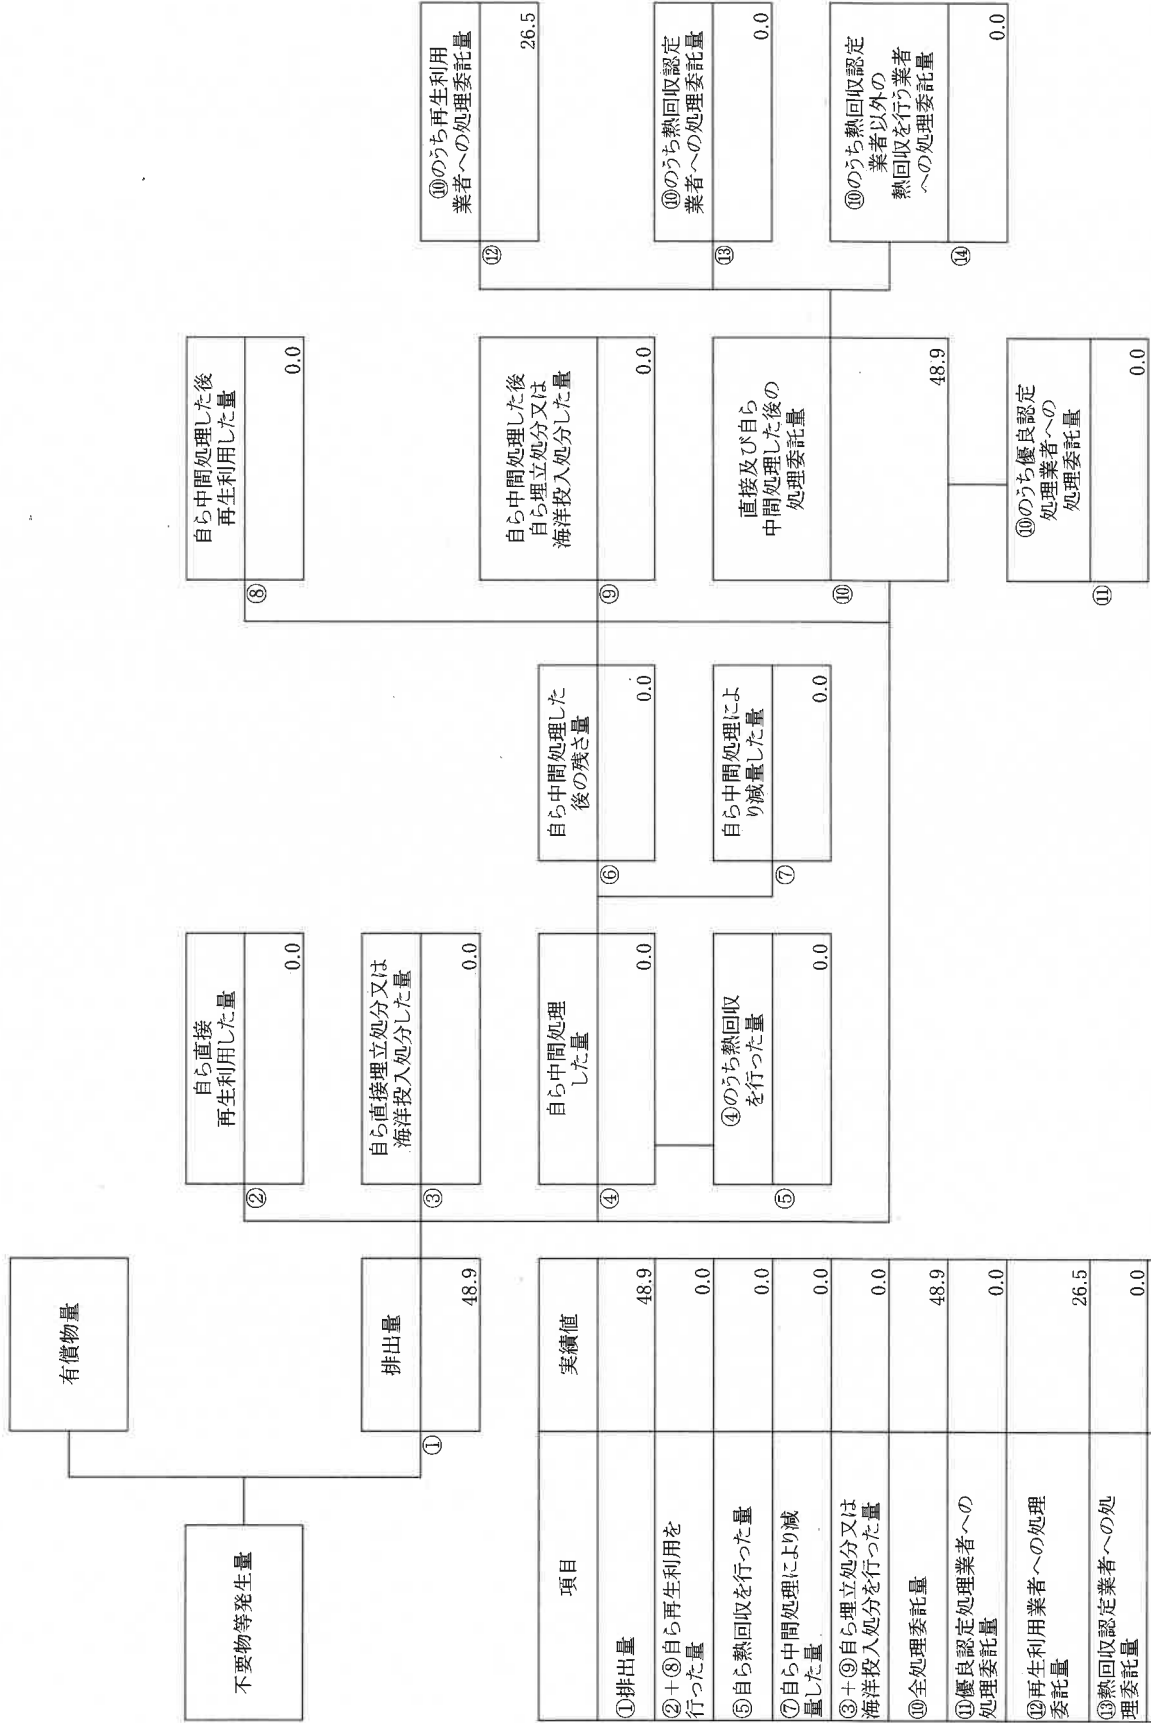 不要物等発生量
有償物量
①
排出量
48.9
②
自ら直接
再生利用した量
0.0
③
自ら直接埋立処分又は
海洋投入処分した量
0.0
④
自ら中間処理
した量
0.0
⑤
④のうち熱回収
を行った量
0.0
⑥
自ら中間処理した
後の残さ量
0.0
⑦
自ら中間処理によ
り減量した量
0.0
⑧
自ら中間処理した後
再生利用した量
0.0
⑨
自ら中間処理した後
自ら埋立処分又は
海洋投入処分した量
0.0
⑩
直接及び自ら
中間処理した後の
処理委託量
48.9
⑪
⑩のうち優良認定
処理業者への
処理委託量
0.0
⑫
⑩のうち再生利用
業者への処理委託量
26.5
⑬
⑩のうち熱回収認定
業者への処理委託量
0.0
⑭
⑩のうち熱回収認定
業者以外の
熱回収を行う業者
への処理委託量
0.0
項目 実績値
①排出量 48.9
②+⑧自ら再生利用を
行った量 0.0
⑤自ら熱回収を行った量 0.0
⑦自ら中間処理により減
量した量 0.0
③+⑨自ら埋立処分又は
海洋投入処分を行った量 0.0
⑩全処理委託量 48.9
⑪優良認定処理業者への
処理委託量 0.0
⑫再生利用業者への処理
委託量 26.5
⑬熱回収認定業者への処
理委託量 0.0